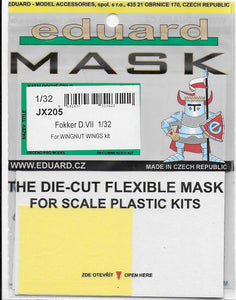 EDUARD - MODEL ACCESSORIES, spol. s r.o., 435 21 OBRNICE 170, CZECH REPUBLIC
eduard
MASK
1/32
JX205
Fokker D.VII 1/32
For WINGNUT WINGS kit
WWW.EDUARD.CZ
MADE IN CZECH REPUBLIC
THE DIE-CUT FLEXIBLE MASK
FOR SCALE PLASTIC KITS
ZDE OTEVŘÍT OPEN HERE